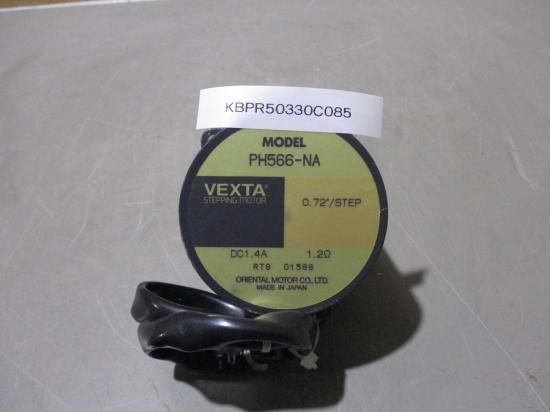 KBPR50330C085
MODEL
PH566-NA
VEXTA®
STEPPING MOTOR
0.72°/STEP
DC1.4A 1.2Ω
RT8 01588
ORIENTAL MOTOR CO., LTD.
MADE IN JAPAN